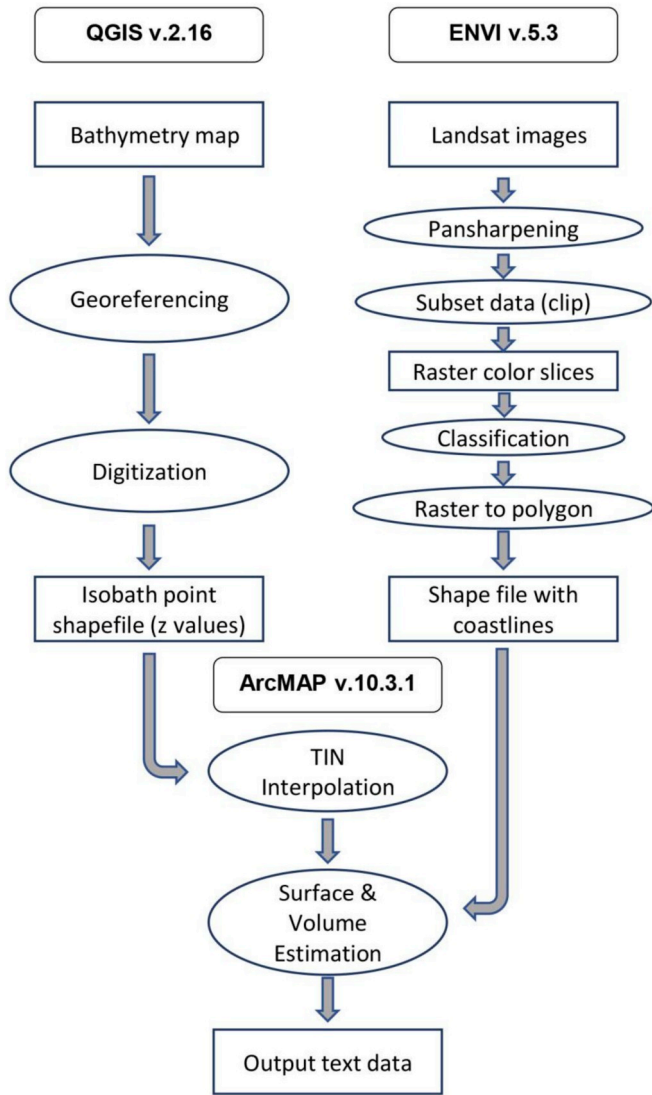 QGIS v.2.16
Bathymetry map
Georeferencing
Digitization
Isobath point
shapefile (z values)
ENVI v.5.3
Landsat images
Pansharpening
Subset data (clip)
Raster color slices
Classification
Raster to polygon
Shape file with
coastlines
ArcMAP v.10.3.1
TIN
Interpolation
Surface &
Volume
Estimation
Output text data